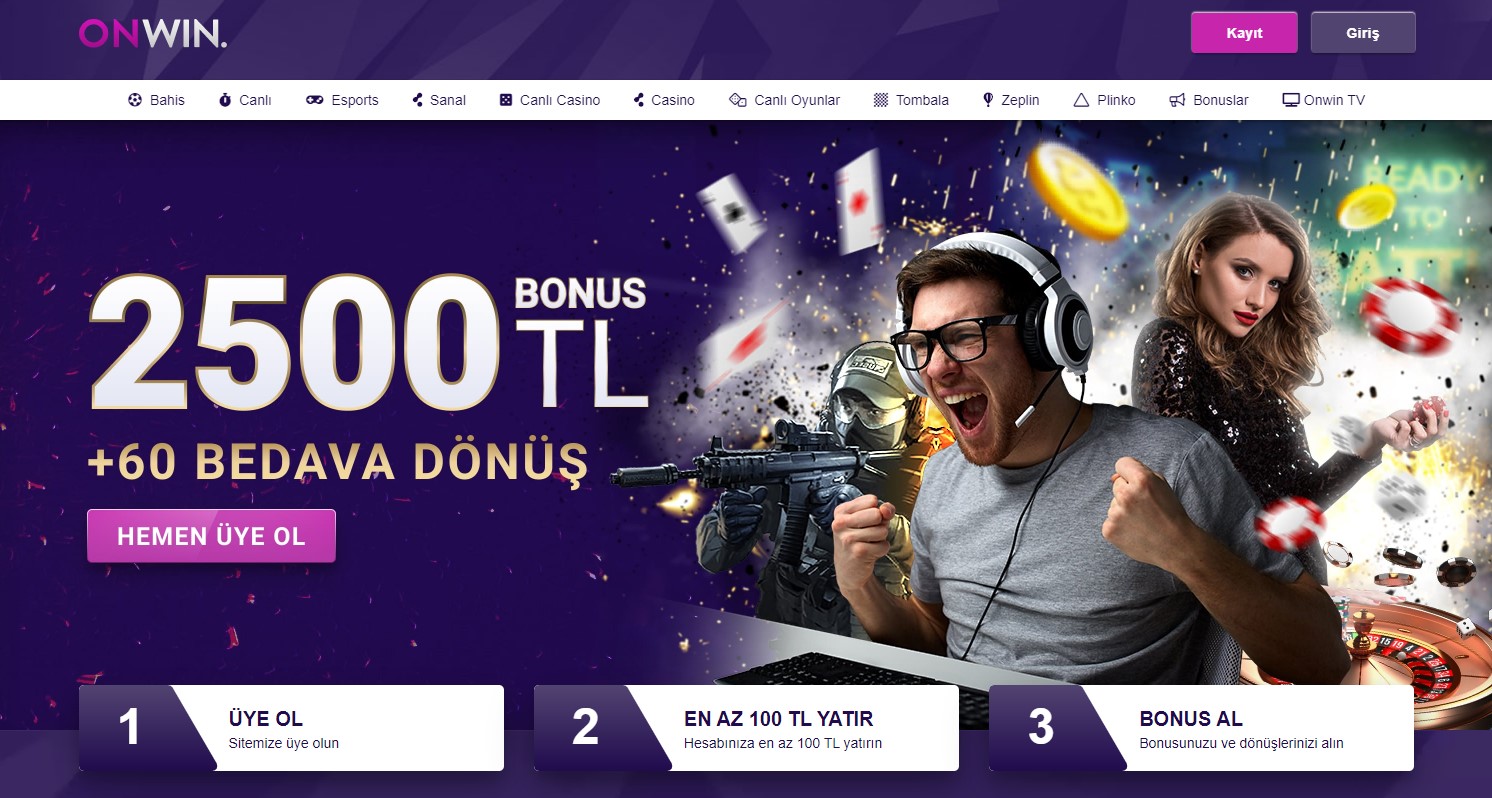 ONWIN.
Kayıt
Giriş
Bahis
Canlı
Esports
Sanal
Canlı Casino
Casino
Canlı Oyunlar
Tombala
Zeplin
Plinko
Bonuslar
Onwin TV
READY
TO
2500 BONUS TL
+60 BEDAVA DÖNÜŞ
HEMEN ÜYE OL
1
ÜYE OL
Sitemize üye olun
2
EN AZ 100 TL YATIR
Hesabınıza en az 100 TL yatırın
3
BONUS AL
Bonusunuzu ve dönüşlerinizi alın